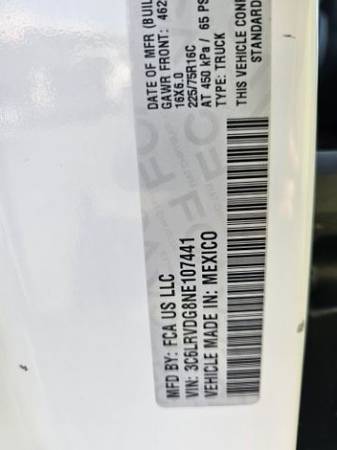 MFD BY: FCA US LLC
VIN: 3C6LRVDG8NE107441
VEHICLE MADE IN: MEXICO
DATE OF MFR (BUIL
GAWR FRONT: 462
16X6.0
225/75R16C
AT 450 kPa / 65 PS
TYPE: TRUCK
THIS VEHICLE CON
STANDARD